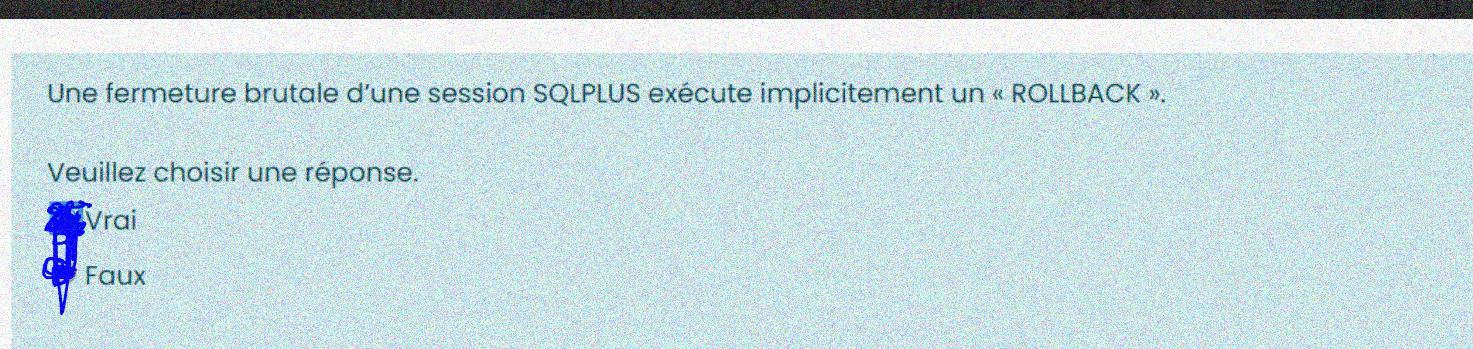 Une fermeture brutale d’une session SQLPLUS exécute implicitement un « ROLLBACK ».
Veuillez choisir une réponse.
Vrai
Faux